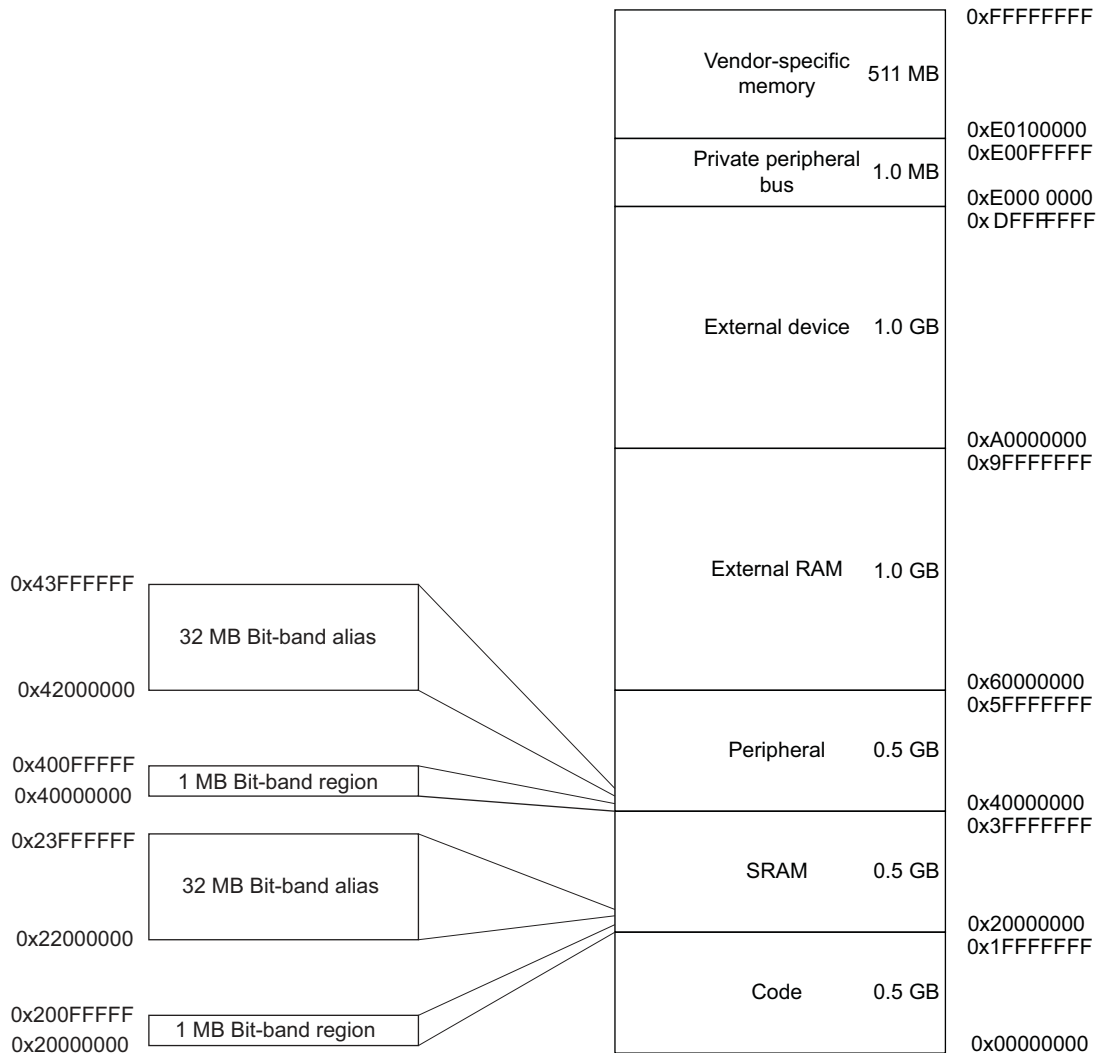 0xFFFFFFFF
Vendor-specific
memory
511 MB
0xE0100000
0xE00FFFFF
Private peripheral
bus
1.0 MB
0xE000 0000
0x DFFFFFFF
External device
1.0 GB
0xA0000000
0x9FFFFFFF
External RAM
1.0 GB
0x60000000
0x5FFFFFFF
Peripheral
0.5 GB
0x40000000
0x3FFFFFFF
SRAM
0.5 GB
0x20000000
0x1FFFFFFF
Code
0.5 GB
0x00000000
0x43FFFFFF
32 MB Bit-band alias
0x42000000
0x400FFFFF
1 MB Bit-band region
0x40000000
0x23FFFFFF
32 MB Bit-band alias
0x22000000
0x200FFFFF
1 MB Bit-band region
0x20000000